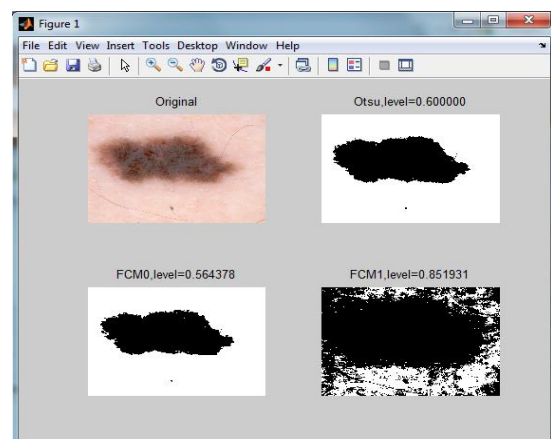 Figure 1
File Edit View Insert Tools Desktop Window Help
Original
Otsu,level=0.600000
FCM0,level=0.564378
FCM1,level=0.851931